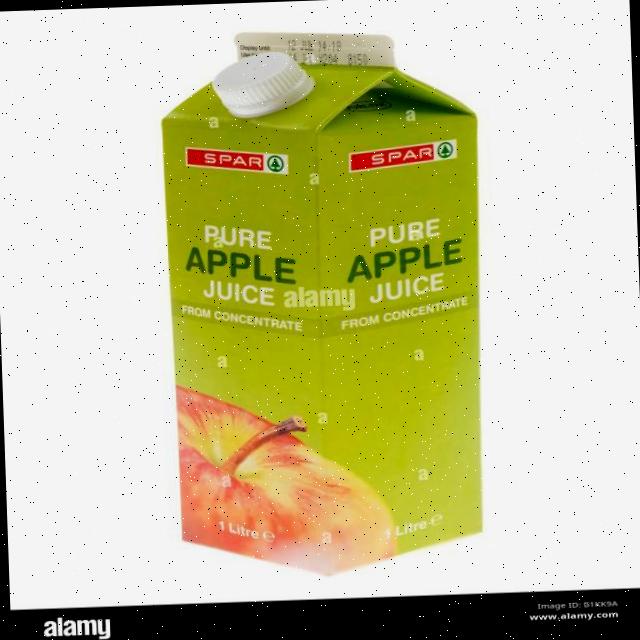 SPAR
PURE
APPLE
JUICE
FROM CONCENTRATE
1 Litre e
SPAR
PURE
APPLE
JUICE
FROM CONCENTRATE
1 Litre e
alamy
alamy
Image ID: B1KK9A
www.alamy.com